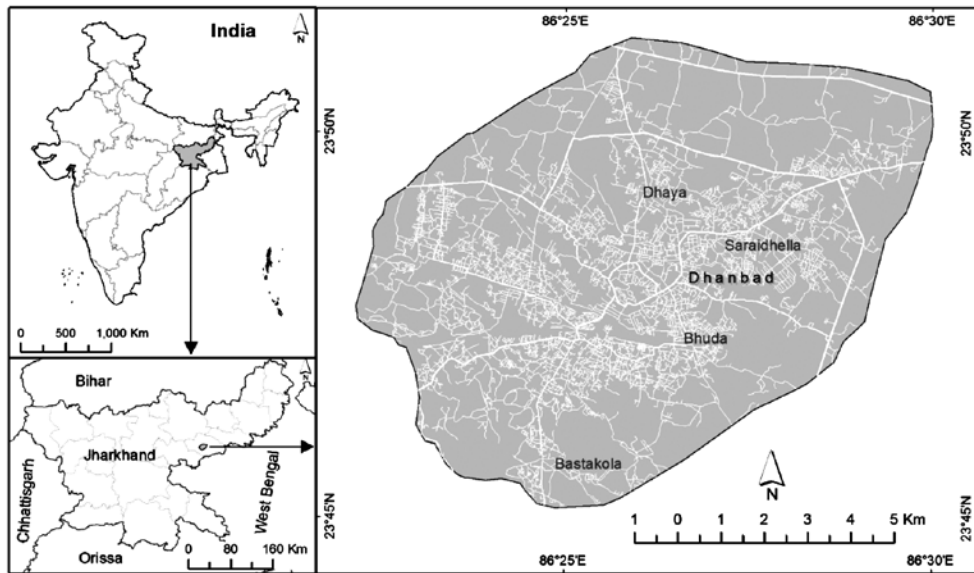 India
N
0 500 1,000 Km
Bihar
N
Jharkhand
Chhattisgarh
West Bengal
Orissa
0 80 160 Km
86°25'E
86°30'E
23°50'N
23°50'N
Dhaya
Saraidhella
Dhanbad
Bhuda
Bastakola
N
23°45'N
23°45'N
1 0 1 2 3 4 5 Km
86°25'E
86°30'E